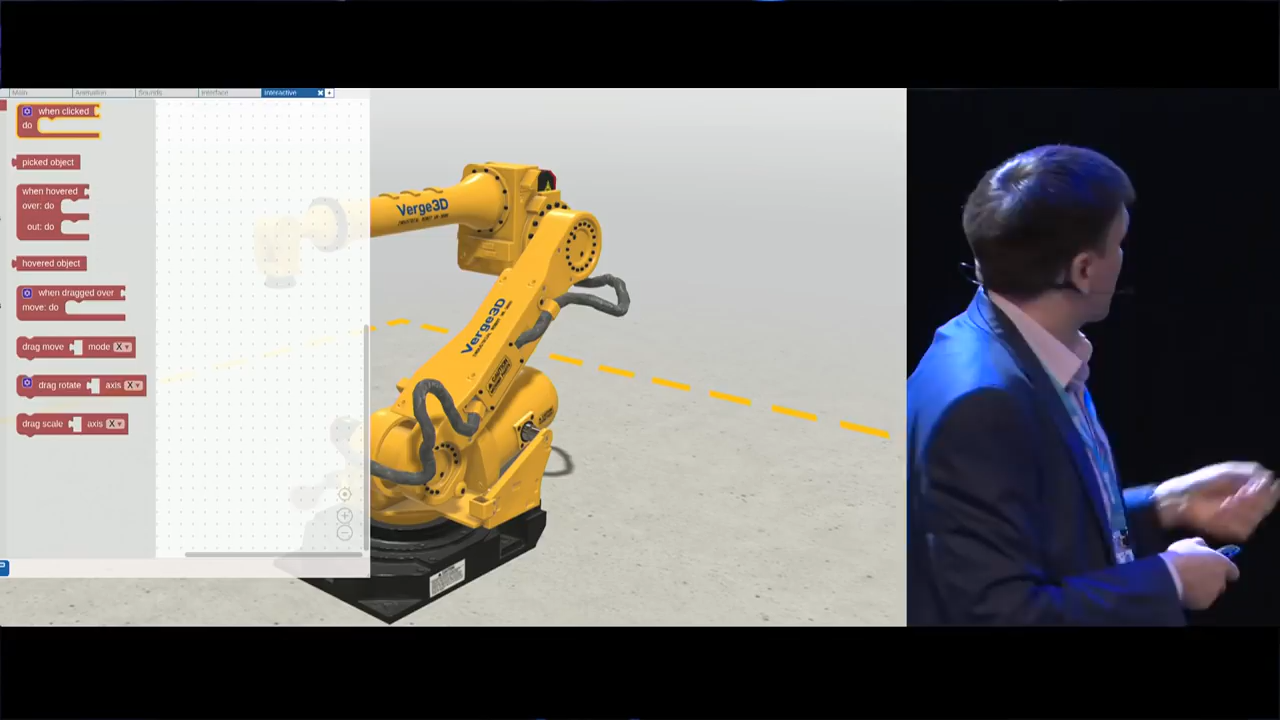 Main Animation Sounds Interface Interactive
when clicked
do
picked object
when hovered
over: do
out: do
hovered object
when dragged over
move: do
drag move mode X
drag rotate axis X
drag scale axis X
Verge3D
Verge3D
CAUTION